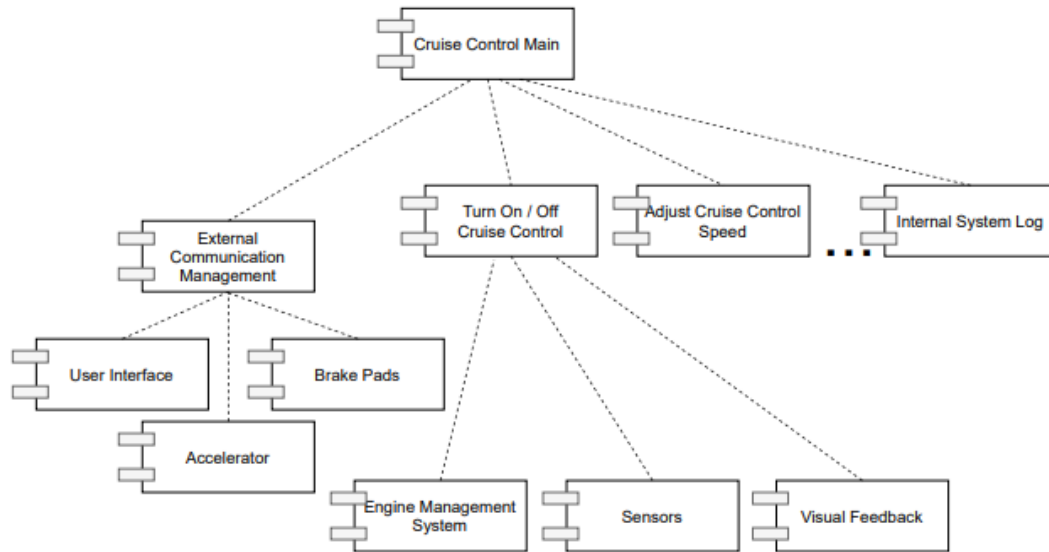 Cruise Control Main
Turn On / Off
Cruise Control
Adjust Cruise Control
Speed
...
Internal System Log
External
Communication
Management
User Interface
Brake Pads
Accelerator
Engine Management
System
Sensors
Visual Feedback